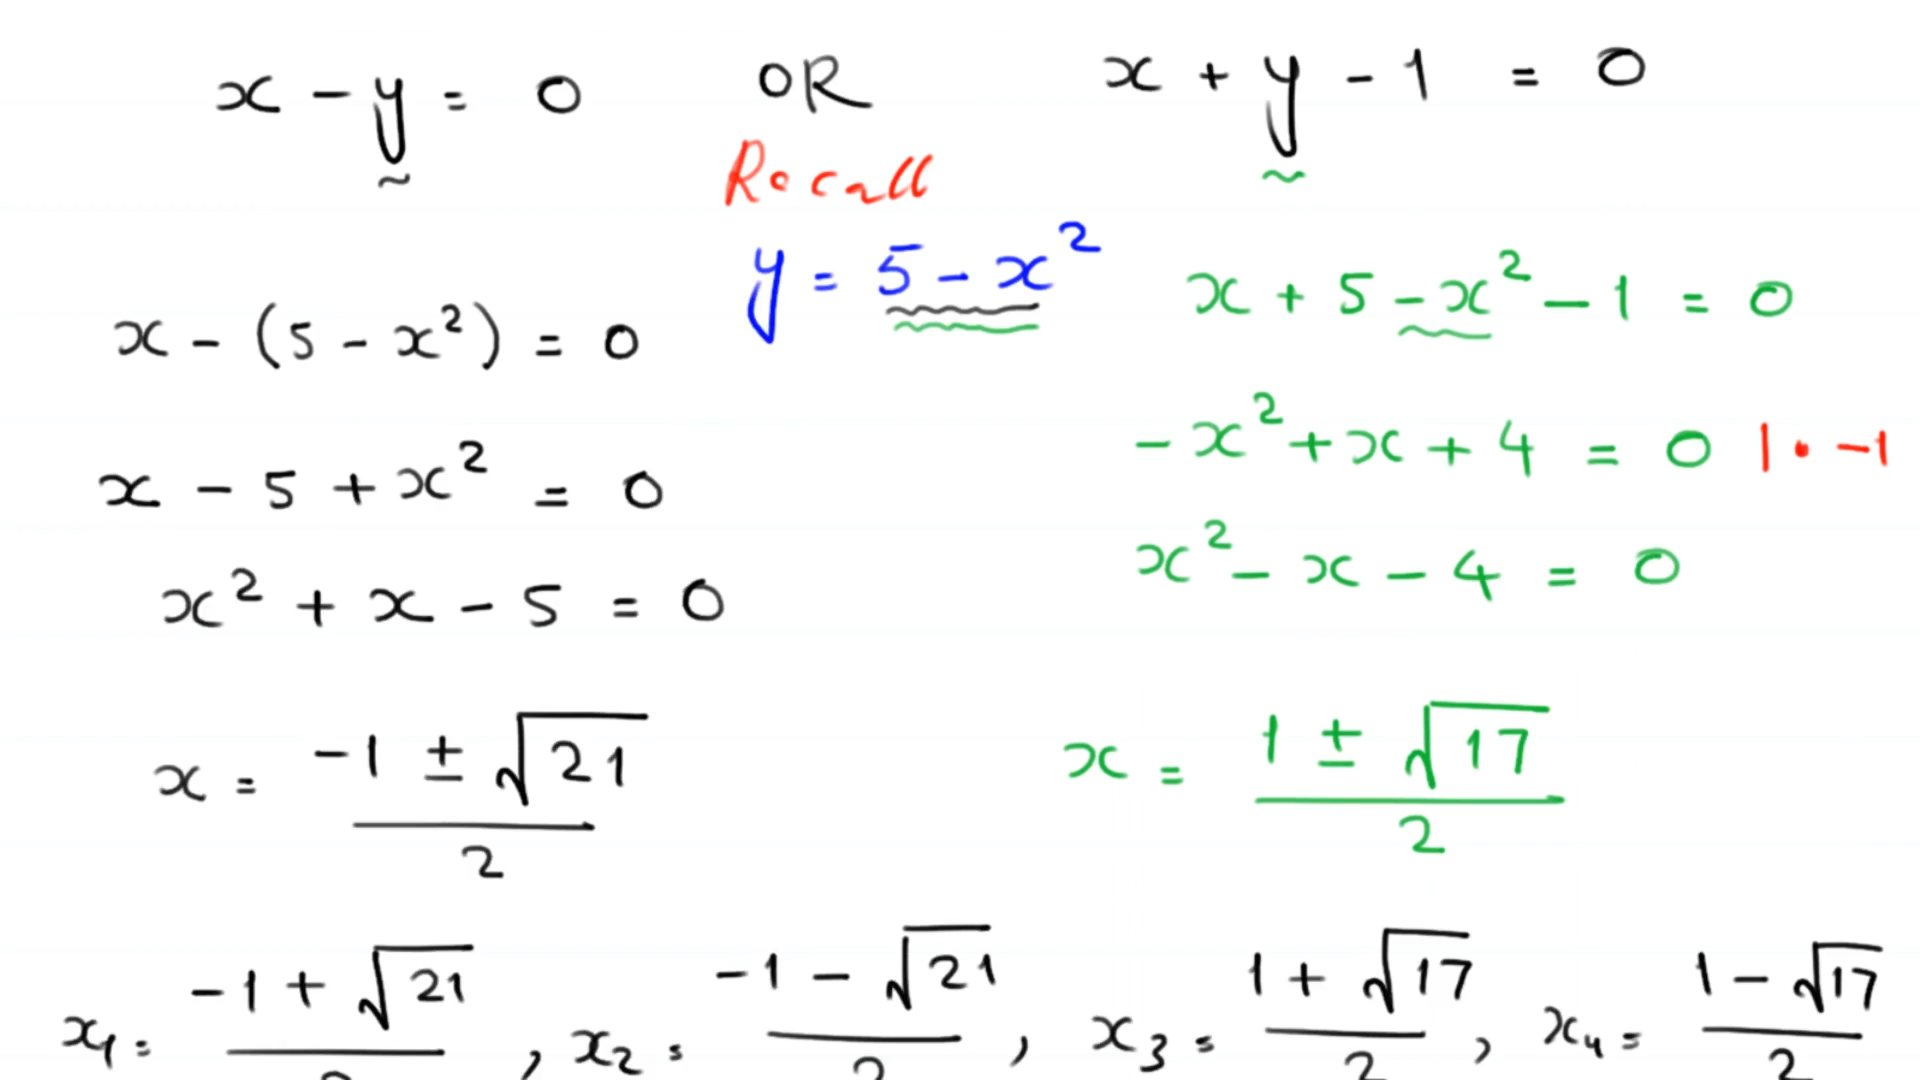 x - y = 0 OR x + y - 1 = 0
Recall
y = 5 - x²
x - (5 - x²) = 0
x - 5 + x² = 0
x² + x - 5 = 0
x = (-1 ± √21)/2
x + 5 - x² - 1 = 0
-x² + x + 4 = 0 | · -1
x² - x - 4 = 0
x = (1 ± √17)/2
x₁ = (-1 + √21)/2 , x₂ = (-1 - √21)/2 , x₃ = (1 + √17)/2 , x₄ = (1 - √17)/2